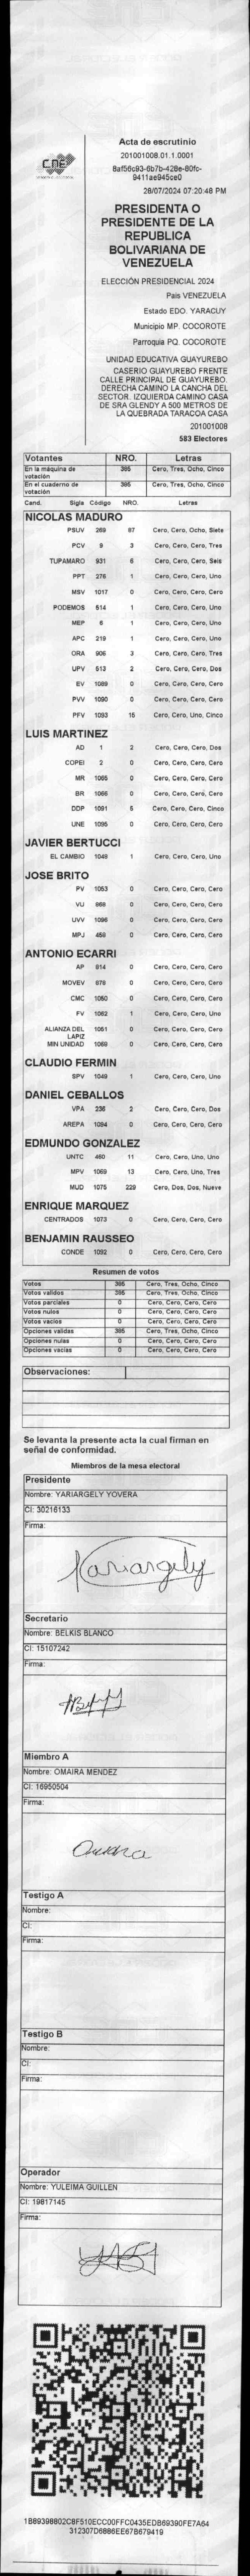 CNE
Acta de escrutinio
201001008.01.1.0001
8af56c93-6b7b-428e-80fc-
9411ae945ce0
28/07/2024 07:20:48 PM
PRESIDENTA O
PRESIDENTE DE LA
REPUBLICA
BOLIVARIANA DE
VENEZUELA
ELECCIÓN PRESIDENCIAL 2024
Pais VENEZUELA
Estado EDO. YARACUY
Municipio MP. COCOROTE
Parroquia PQ. COCOROTE
UNIDAD EDUCATIVA GUAYUREBO
CASERIO GUAYUREBO FRENTE
CALLE PRINCIPAL DE GUAYUREBO.
DERECHA CAMINO LA CANCHA DEL
SECTOR. IZQUIERDA CAMINO CASA
DE SRA GLENDY A 500 METROS DE
LA QUEBRADA TARACOA CASA
201001008
583 Electores
Votantes NRO. Letras
En la máquina de votación 385 Cero, Tres, Ocho, Cinco
En el cuaderno de votación 385 Cero, Tres, Ocho, Cinco
Cand. Sigla Código NRO. Letras
NICOLAS MADURO
PSUV 269 87 Cero, Cero, Ocho, Siete
PCV 9 3 Cero, Cero, Cero, Tres
TUPAMARO 931 6 Cero, Cero, Cero, Seis
PPT 276 1 Cero, Cero, Cero, Uno
MSV 1017 0 Cero, Cero, Cero, Cero
PODEMOS 514 1 Cero, Cero, Cero, Uno
MEP 6 1 Cero, Cero, Cero, Uno
APC 219 1 Cero, Cero, Cero, Uno
ORA 906 3 Cero, Cero, Cero, Tres
UPV 513 2 Cero, Cero, Cero, Dos
EV 1089 0 Cero, Cero, Cero, Cero
PVV 1090 0 Cero, Cero, Cero, Cero
PFV 1093 15 Cero, Cero, Uno, Cinco
LUIS MARTINEZ
AD 1 2 Cero, Cero, Cero, Dos
COPEI 2 0 Cero, Cero, Cero, Cero
MR 1065 0 Cero, Cero, Cero, Cero
BR 1066 0 Cero, Cero, Cero, Cero
DDP 1091 5 Cero, Cero, Cero, Cinco
UNE 1095 0 Cero, Cero, Cero, Cero
JAVIER BERTUCCI
EL CAMBIO 1048 1 Cero, Cero, Cero, Uno
JOSE BRITO
PV 1053 0 Cero, Cero, Cero, Cero
VU 868 0 Cero, Cero, Cero, Cero
UVV 1096 0 Cero, Cero, Cero, Cero
MPJ 458 0 Cero, Cero, Cero, Cero
ANTONIO ECARRI
AP 814 0 Cero, Cero, Cero, Cero
MOVEV 878 0 Cero, Cero, Cero, Cero
CMC 1050 0 Cero, Cero, Cero, Cero
FV 1082 1 Cero, Cero, Cero, Uno
ALIANZA DEL LAPIZ 1051 0 Cero, Cero, Cero, Cero
MIN UNIDAD 1068 0 Cero, Cero, Cero, Cero
CLAUDIO FERMIN
SPV 1049 1 Cero, Cero, Cero, Uno
DANIEL CEBALLOS
VPA 236 2 Cero, Cero, Cero, Dos
AREPA 1094 0 Cero, Cero, Cero, Cero
EDMUNDO GONZALEZ
UNTC 460 11 Cero, Cero, Uno, Uno
MPV 1069 13 Cero, Cero, Uno, Tres
MUD 1075 229 Cero, Dos, Dos, Nueve
ENRIQUE MARQUEZ
CENTRADOS 1073 0 Cero, Cero, Cero, Cero
BENJAMIN RAUSSEO
CONDE 1092 0 Cero, Cero, Cero, Cero
Resumen de votos
Votos 385 Cero, Tres, Ocho, Cinco
Votos validos 385 Cero, Tres, Ocho, Cinco
Votos parciales 0 Cero, Cero, Cero, Cero
Votos nulos 0 Cero, Cero, Cero, Cero
Votos vacios 0 Cero, Cero, Cero, Cero
Opciones validas 385 Cero, Tres, Ocho, Cinco
Opciones nulas 0 Cero, Cero, Cero, Cero
Opciones vacias 0 Cero, Cero, Cero, Cero
Observaciones:
Se levanta la presente acta la cual firman en
señal de conformidad.
Miembros de la mesa electoral
Presidente
Nombre: YARIARGELY YOVERA
CI: 30216133
Firma:
Yariargely
Secretario
Nombre: BELKIS BLANCO
CI: 15107242
Firma:
Miembro A
Nombre: OMAIRA MENDEZ
CI: 16950504
Firma:
Testigo A
Nombre:
CI:
Firma:
Testigo B
Nombre:
CI:
Firma:
Operador
Nombre: YULEIMA GUILLEN
CI: 19817145
Firma:
1B89398802C8F510ECC00FFC0435EDB69390FE7A64
312307D6886EE67B679419